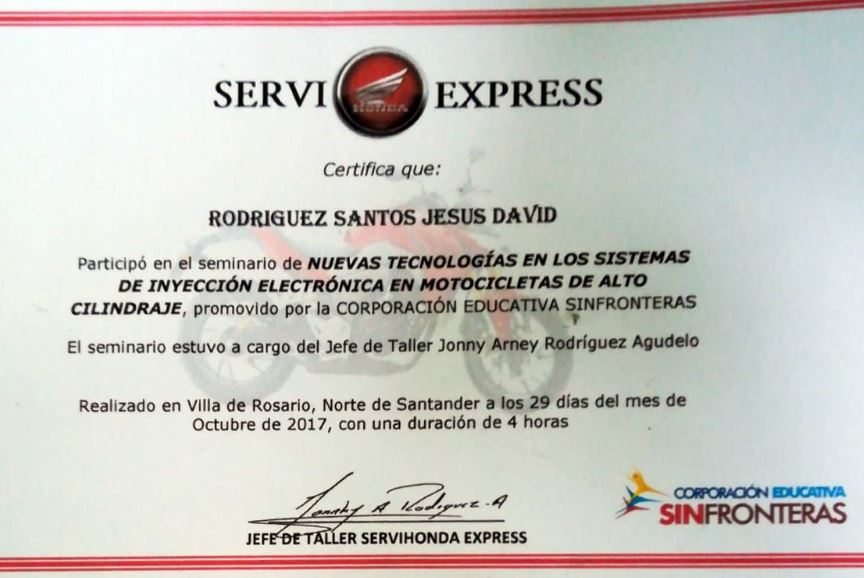 SERVI HONDA EXPRESS
Certifica que:
RODRIGUEZ SANTOS JESUS DAVID
Participó en el seminario de NUEVAS TECNOLOGÍAS EN LOS SISTEMAS
DE INYECCIÓN ELECTRÓNICA EN MOTOCICLETAS DE ALTO
CILINDRAJE, promovido por la CORPORACIÓN EDUCATIVA SINFRONTERAS
El seminario estuvo a cargo del Jefe de Taller Jonny Arney Rodríguez Agudelo
Realizado en Villa de Rosario, Norte de Santander a los 29 días del mes de
Octubre de 2017, con una duración de 4 horas
Jonny A Rodriguez .A
JEFE DE TALLER SERVIHONDA EXPRESS
CORPORACIÓN EDUCATIVA
SINFRONTERAS